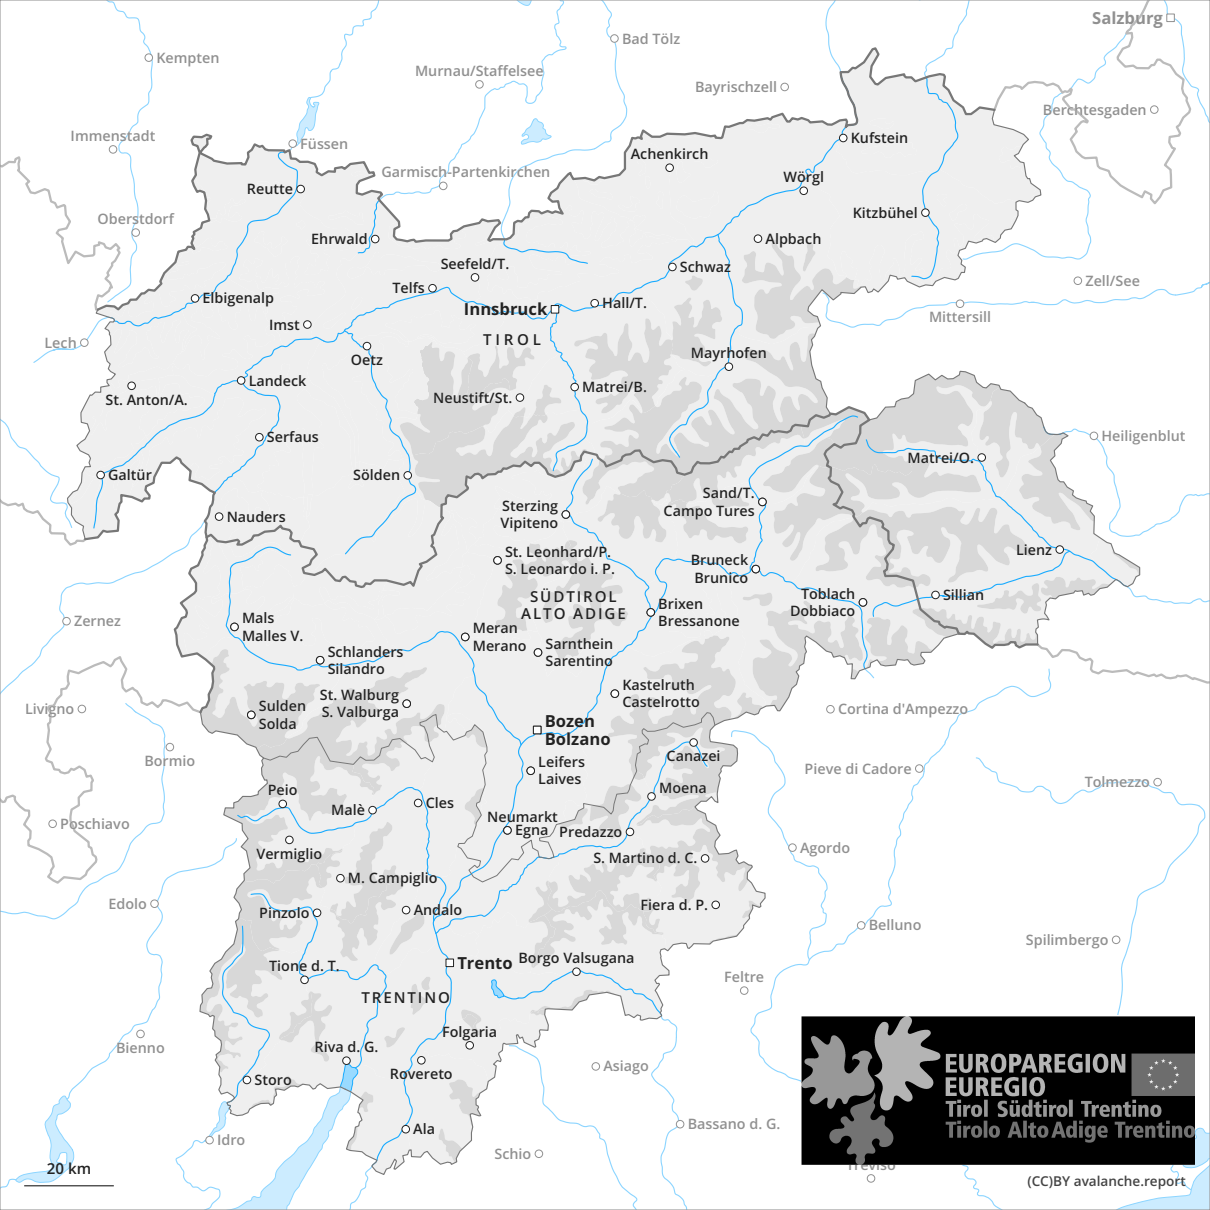 Salzburg
Bad Tölz
Kempten
Murnau/Staffelsee
Bayrischzell
Berchtesgaden
Immenstadt
Füssen
Kufstein
Achenkirch
Garmisch-Partenkirchen
Wörgl
Reutte
Kitzbühel
Oberstdorf
Ehrwald
Alpbach
Seefeld/T.
Schwaz
Zell/See
Telfs
Elbigenalp
Hall/T.
Innsbruck
Mittersill
Imst
TIROL
Lech
Oetz
Mayrhofen
Landeck
Matrei/B.
St. Anton/A.
Neustift/St.
Serfaus
Heiligenblut
Matrei/O.
Galtür
Sölden
Sand/T.
Campo Tures
Sterzing
Vipiteno
Nauders
St. Leonhard/P.
S. Leonardo i. P.
Lienz
Bruneck
Brunico
SÜDTIROL
ALTO ADIGE
Toblach
Dobbiaco
Sillian
Brixen
Bressanone
Zernez
Mals
Malles V.
Meran
Merano
Sarnthein
Sarentino
Schlanders
Silandro
Kastelruth
Castelrotto
St. Walburg
S. Valburga
Sulden
Solda
Livigno
Cortina d'Ampezzo
Bozen
Bolzano
Bormio
Canazei
Leifers
Laives
Pieve di Cadore
Tolmezzo
Peio
Moena
Malè
Cles
Neumarkt
Egna
Predazzo
Poschiavo
Agordo
Vermiglio
S. Martino d. C.
M. Campiglio
Edolo
Pinzolo
Andalo
Fiera d. P.
Belluno
Spilimbergo
Borgo Valsugana
Trento
Tione d. T.
Feltre
TRENTINO
Folgaria
Bienno
Riva d. G.
Asiago
Rovereto
Storo
EUROPAREGION
EUREGIO
Tirol Südtirol Trentino
Tirolo Alto Adige Trentino
Bassano d. G.
Ala
Idro
Schio
Treviso
20 km
(CC)BY avalanche.report